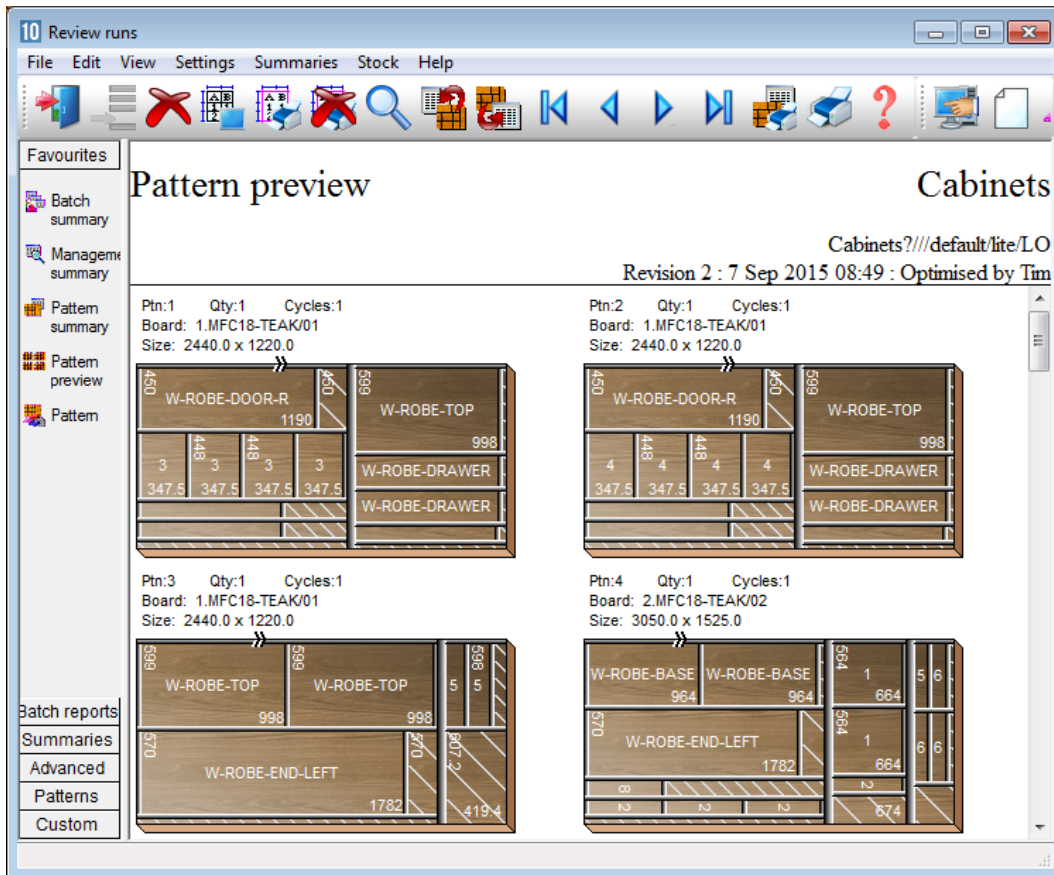 10 Review runs
File Edit View Settings Summaries Stock Help
Favourites
Batch
summary
Manageme
summary
Pattern
summary
Pattern
preview
Pattern
Batch reports
Summaries
Advanced
Patterns
Custom
Pattern preview
Cabinets
Cabinets?///default/lite/LO
Revision 2 : 7 Sep 2015 08:49 : Optimised by Tim
Ptn:1 Qty:1 Cycles:1
Board: 1.MFC18-TEAK/01
Size: 2440.0 x 1220.0
450 W-ROBE-DOOR-R 1190 450
599 W-ROBE-TOP 998
3 448 3 448 3 3
347.5 347.5 347.5 347.5
W-ROBE-DRAWER
W-ROBE-DRAWER
Ptn:2 Qty:1 Cycles:1
Board: 1.MFC18-TEAK/01
Size: 2440.0 x 1220.0
450 W-ROBE-DOOR-R 1190 450
599 W-ROBE-TOP 998
4 448 4 448 4 4
347.5 347.5 347.5 347.5
W-ROBE-DRAWER
W-ROBE-DRAWER
Ptn:3 Qty:1 Cycles:1
Board: 1.MFC18-TEAK/01
Size: 2440.0 x 1220.0
599 W-ROBE-TOP 998
599 W-ROBE-TOP 998
5 598 5
570 W-ROBE-END-LEFT 1782 570
607.2 419.4
Ptn:4 Qty:1 Cycles:1
Board: 2.MFC18-TEAK/02
Size: 3050.0 x 1525.0
W-ROBE-BASE 964
W-ROBE-BASE 964
564 1 664
5 6
570 W-ROBE-END-LEFT 1782
564 1 664
6 6
8
2
2 2 2
674